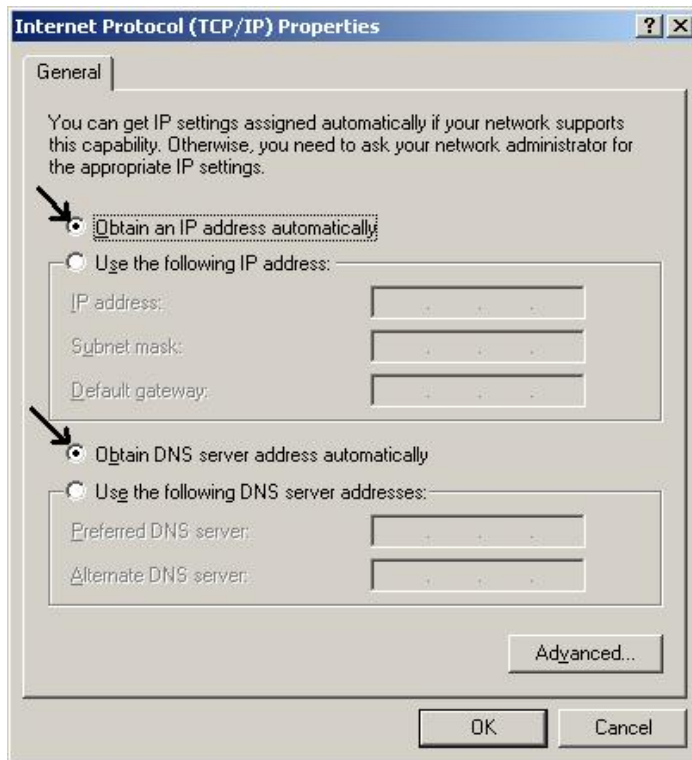 Internet Protocol (TCP/IP) Properties
General
You can get IP settings assigned automatically if your network supports
this capability. Otherwise, you need to ask your network administrator for
the appropriate IP settings.
Obtain an IP address automatically
Use the following IP address:
IP address:
Subnet mask:
Default gateway:
Obtain DNS server address automatically
Use the following DNS server addresses:
Preferred DNS server:
Alternate DNS server:
Advanced...
OK Cancel